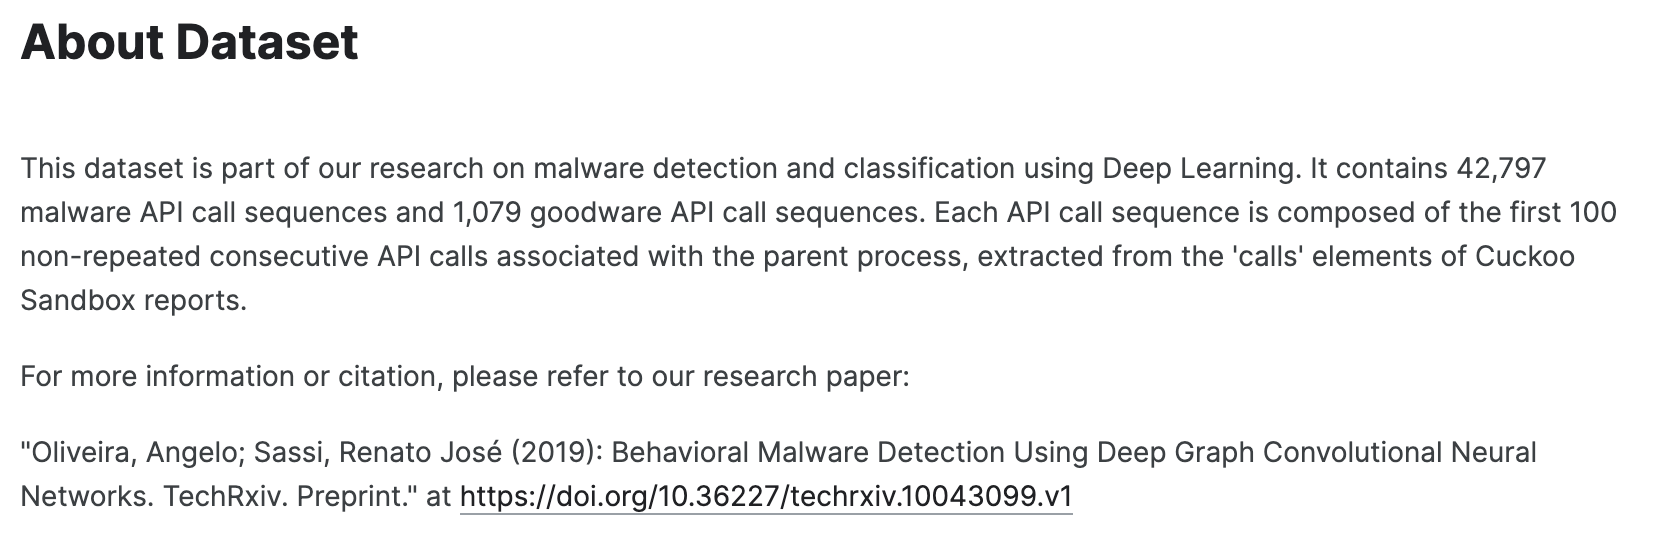 About Dataset
This dataset is part of our research on malware detection and classification using Deep Learning. It contains 42,797
malware API call sequences and 1,079 goodware API call sequences. Each API call sequence is composed of the first 100
non-repeated consecutive API calls associated with the parent process, extracted from the 'calls' elements of Cuckoo
Sandbox reports.
For more information or citation, please refer to our research paper:
"Oliveira, Angelo; Sassi, Renato José (2019): Behavioral Malware Detection Using Deep Graph Convolutional Neural
Networks. TechRxiv. Preprint." at https://doi.org/10.36227/techrxiv.10043099.v1